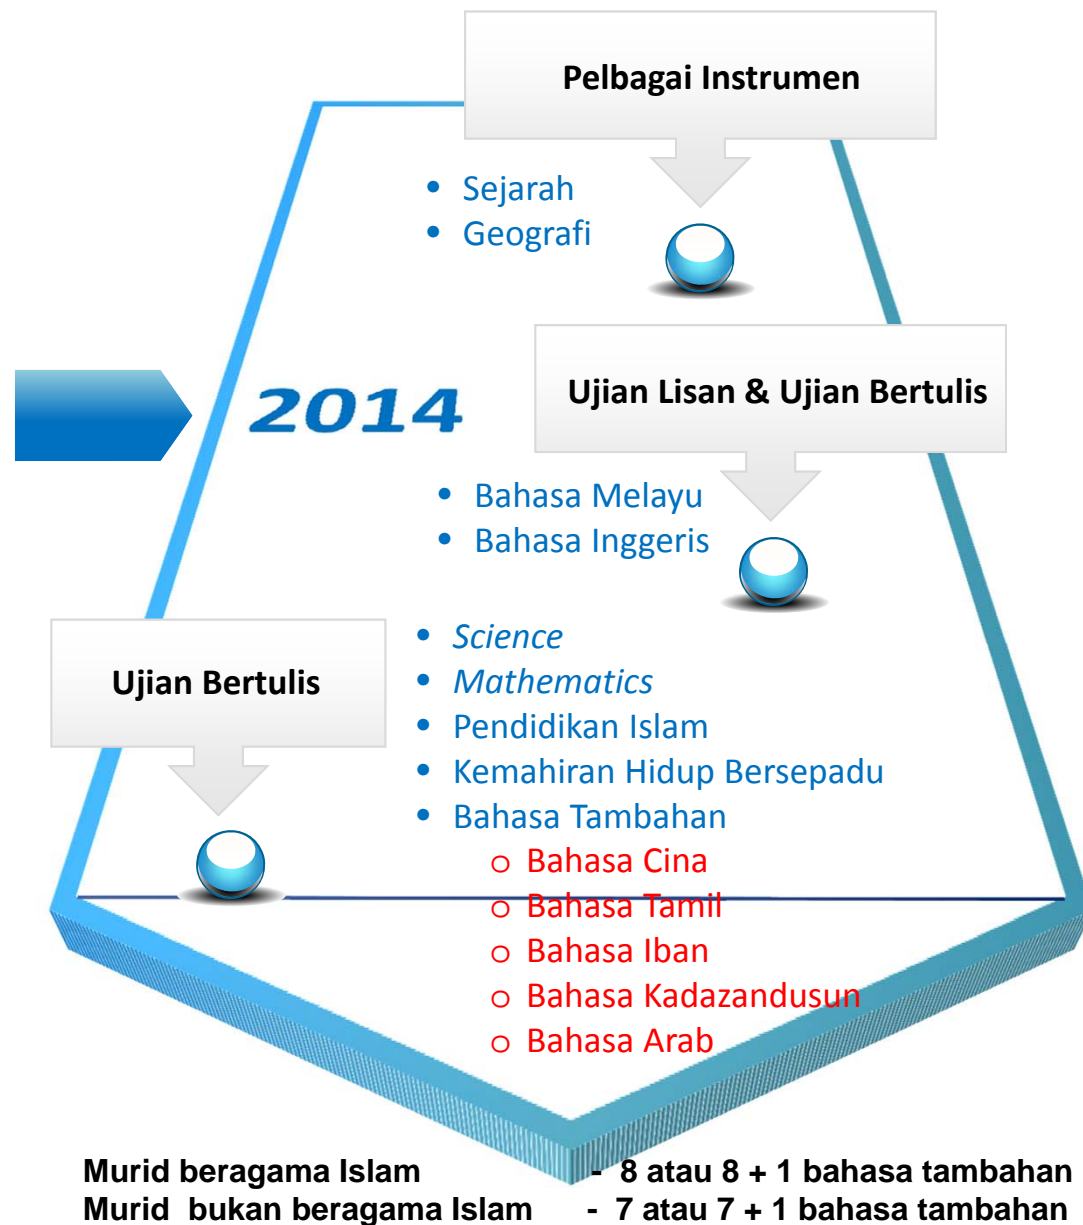 Pelbagai Instrumen
• Sejarah
• Geografi
2014
Ujian Lisan & Ujian Bertulis
• Bahasa Melayu
• Bahasa Inggeris
Ujian Bertulis
• Science
• Mathematics
• Pendidikan Islam
• Kemahiran Hidup Bersepadu
• Bahasa Tambahan
o Bahasa Cina
o Bahasa Tamil
o Bahasa Iban
o Bahasa Kadazandusun
o Bahasa Arab
Murid beragama Islam - 8 atau 8 + 1 bahasa tambahan
Murid bukan beragama Islam - 7 atau 7 + 1 bahasa tambahan